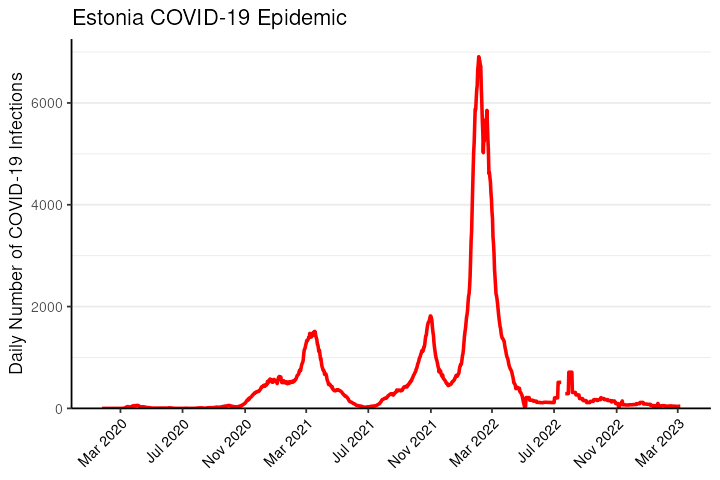 Estonia COVID-19 Epidemic
Daily Number of COVID-19 Infections
6000
4000
2000
0
Mar 2020
Jul 2020
Nov 2020
Mar 2021
Jul 2021
Nov 2021
Mar 2022
Jul 2022
Nov 2022
Mar 2023